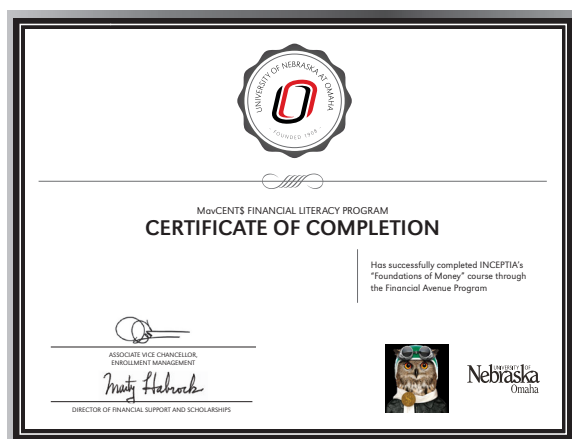 UNIVERSITY OF NEBRASKA AT OMAHA
· FOUNDED 1908 ·
MavCENT$ FINANCIAL LITERACY PROGRAM
CERTIFICATE OF COMPLETION
Has successfully completed INCEPTIA's
"Foundations of Money" course through
the Financial Avenue Program
ASSOCIATE VICE CHANCELLOR,
ENROLLMENT MANAGEMENT
Marty Habrock
DIRECTOR OF FINANCIAL SUPPORT AND SCHOLARSHIPS
UNIVERSITY OF
Nebraska
Omaha